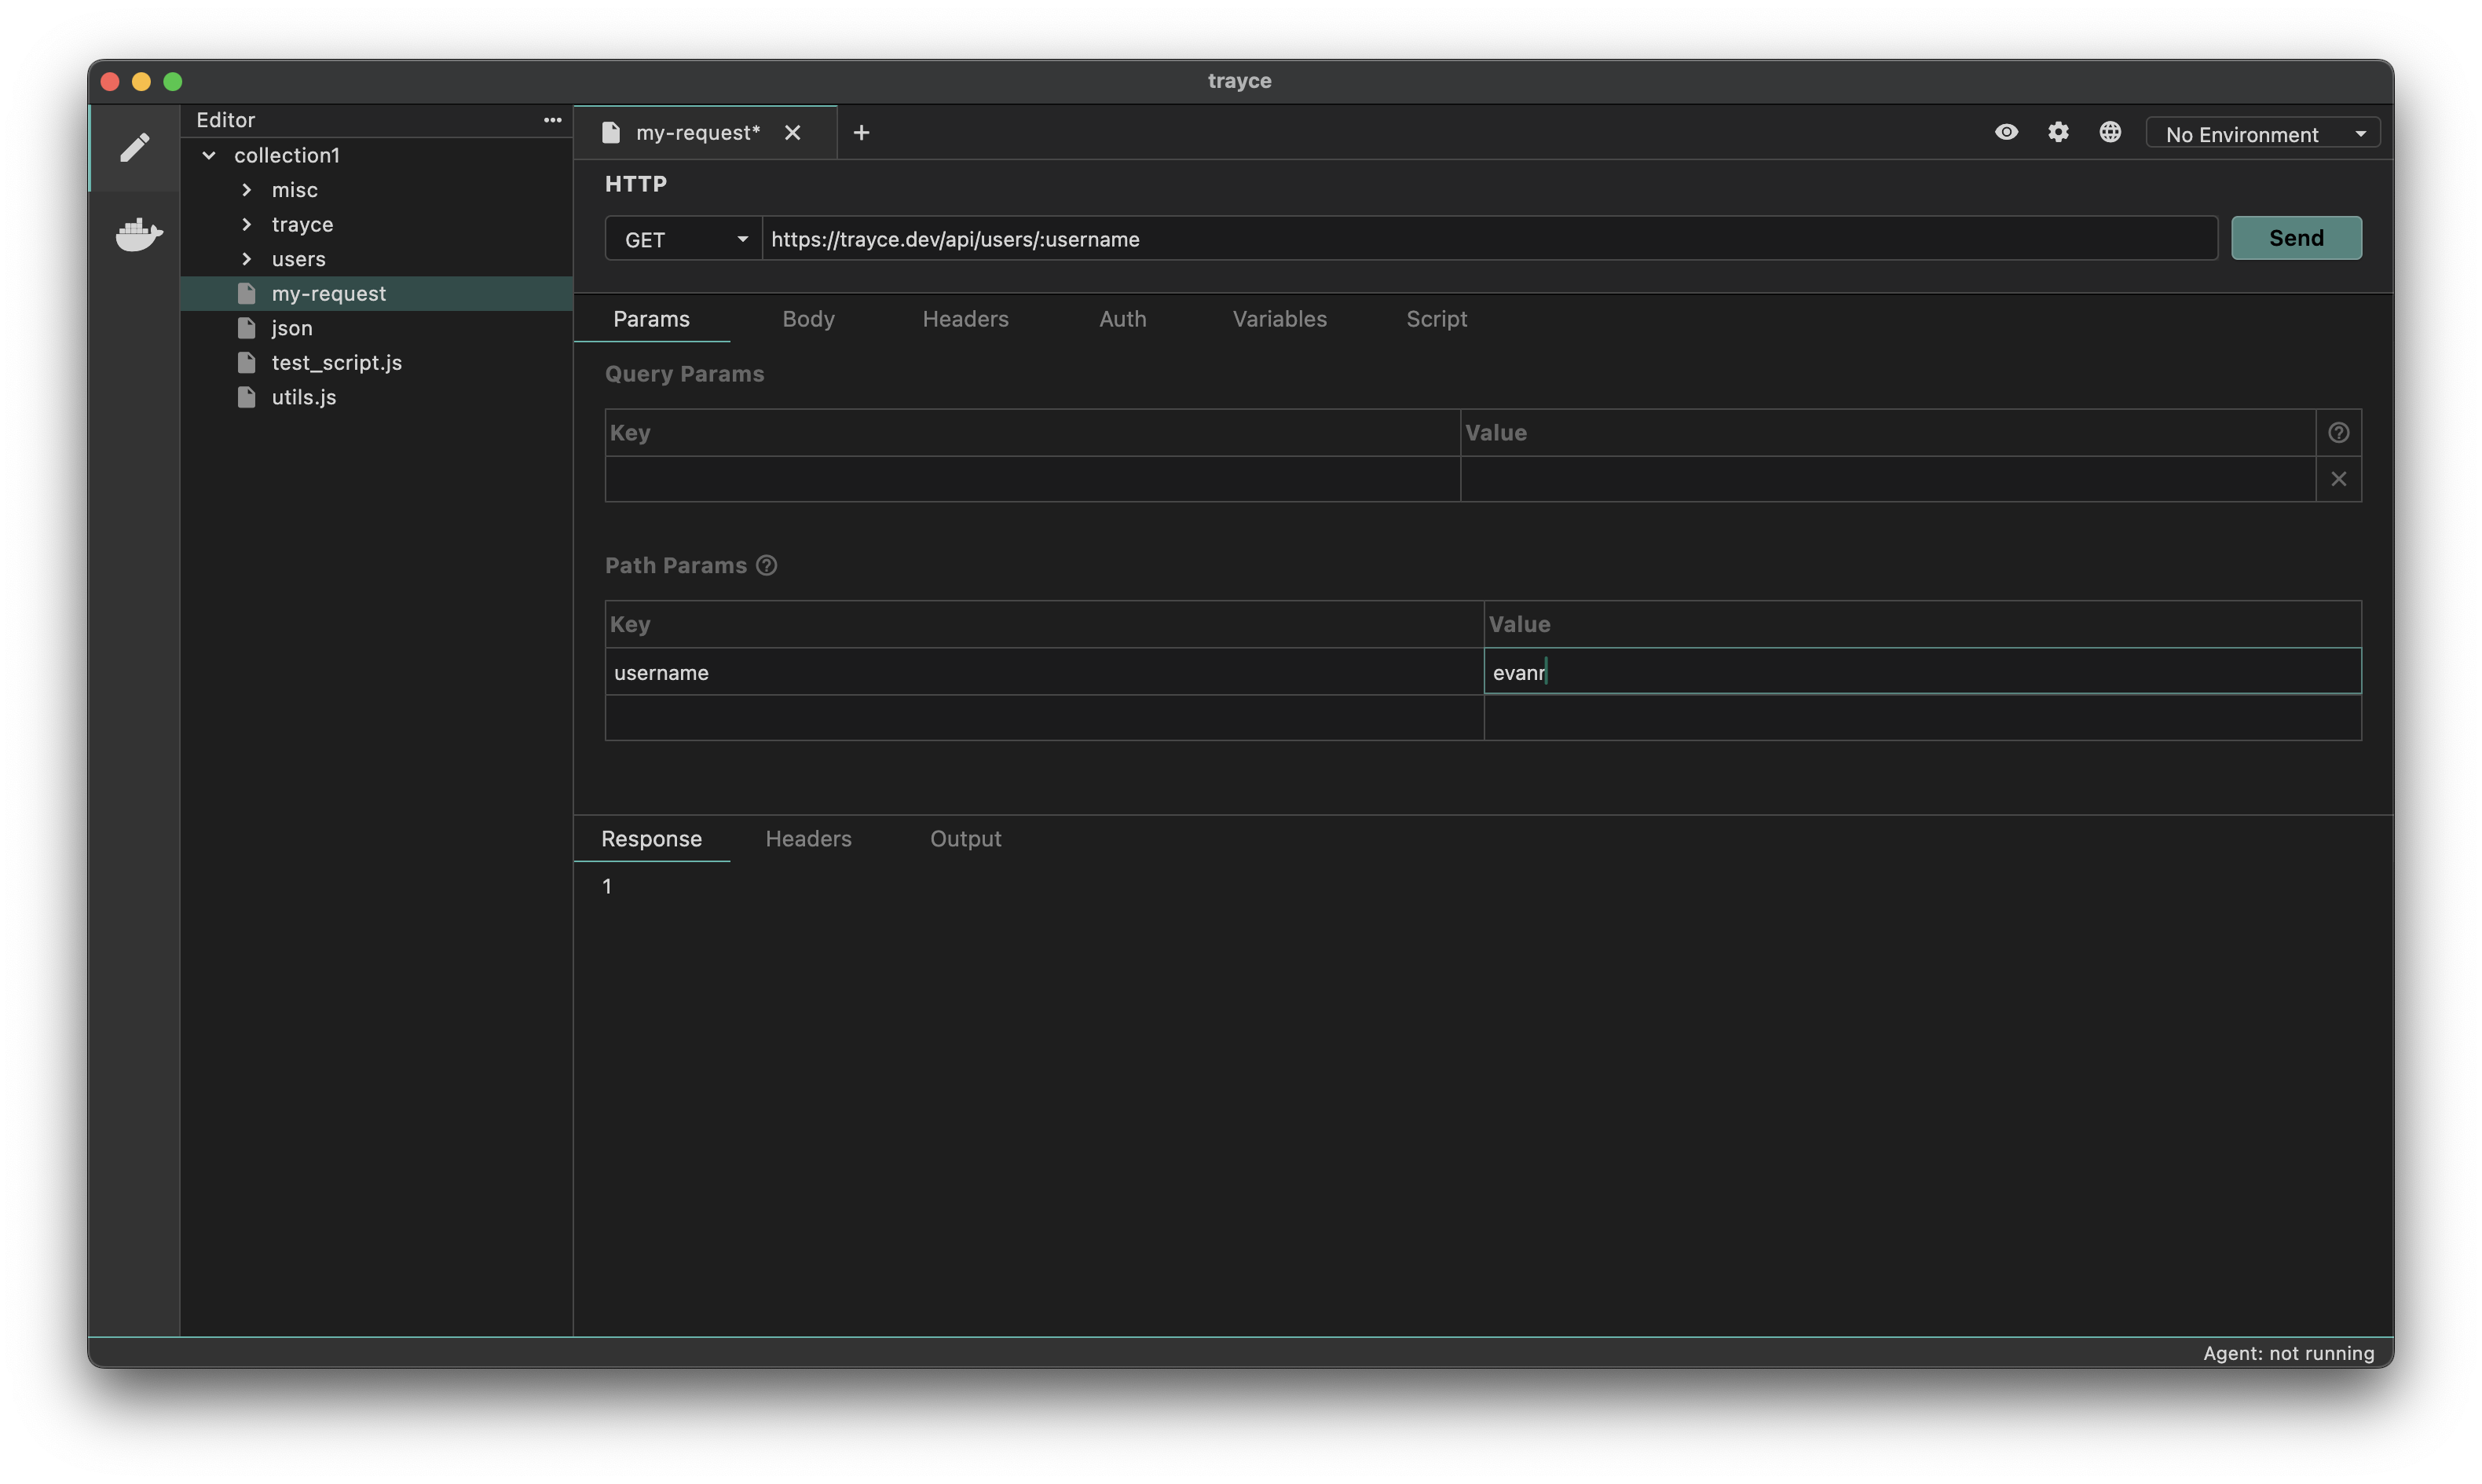 trayce
Editor
my-request*
No Environment
collection1
misc
trayce
users
my-request
json
test_script.js
utils.js
HTTP
GET
https://trayce.dev/api/users/:username
Send
Params Body Headers Auth Variables Script
Query Params
Key Value
Path Params
Key Value
username evanr
Response Headers Output
1
Agent: not running